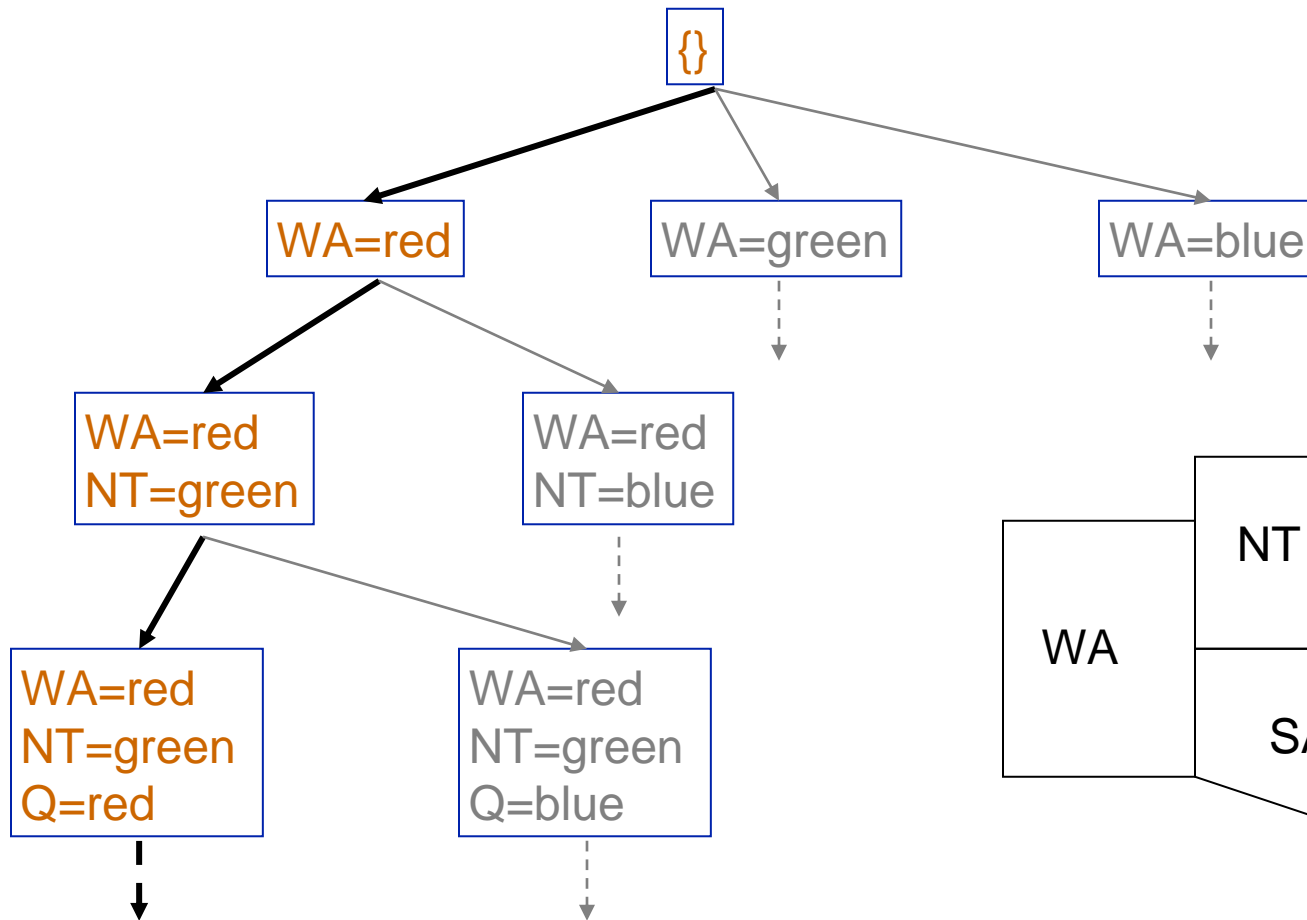 {}
WA=red
WA=green
WA=blue
WA=red
NT=green
WA=red
NT=blue
NT
WA
SA
WA=red
NT=green
Q=red
WA=red
NT=green
Q=blue